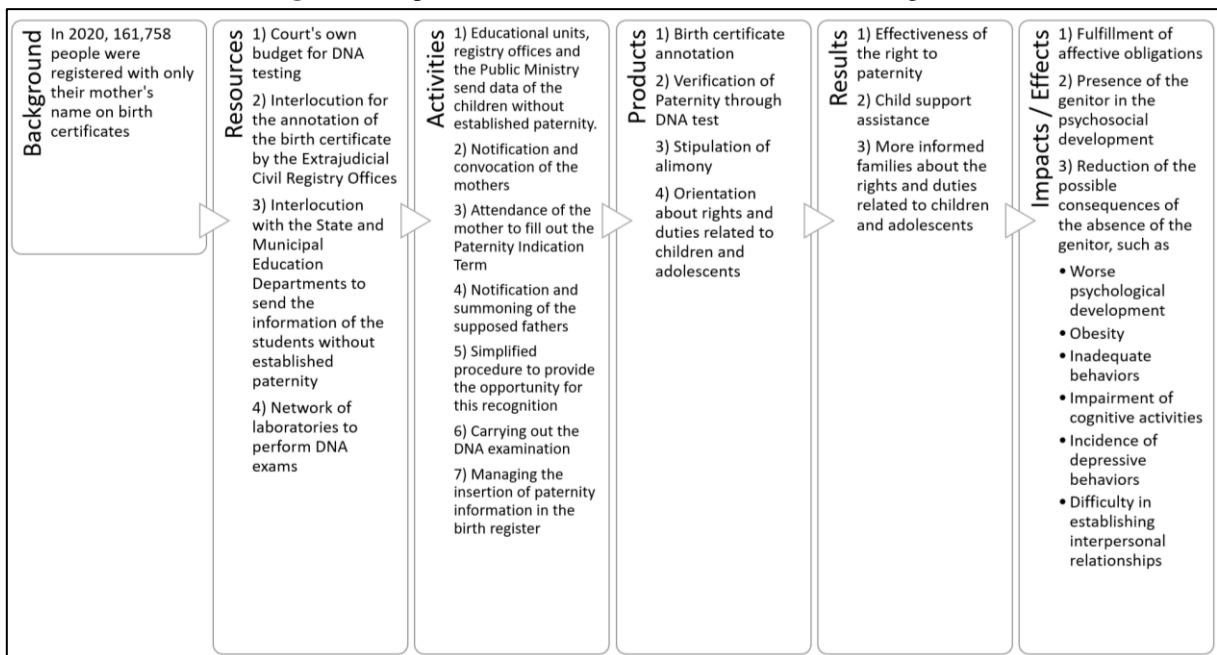 Background
In 2020, 161,758
people were
registered with only
their mother's
name on birth
certificates
Resources
1) Court's own
budget for DNA
testing
2) Interlocution for
the annotation of
the birth certificate
by the Extrajudicial
Civil Registry Offices
3) Interlocution
with the State and
Municipal
Education
Departments to
send the
information of the
students without
established
paternity
4) Network of
laboratories to
perform DNA
exams
Activities
1) Educational units,
registry offices and
the Public Ministry
send data of the
children without
established paternity.
2) Notification and
convocation of the
mothers
3) Attendance of the
mother to fill out the
Paternity Indication
Term
4) Notification and
summoning of the
supposed fathers
5) Simplified
procedure to provide
the opportunity for
this recognition
6) Carrying out the
DNA examination
7) Managing the
insertion of paternity
information in the
birth register
Products
1) Birth certificate
annotation
2) Verification of
Paternity through
DNA test
3) Stipulation of
alimony
4) Orientation
about rights and
duties related to
children and
adolescents
Results
1) Effectiveness of
the right to
paternity
2) Child support
assistance
3) More informed
families about the
rights and duties
related to children
and adolescents
Impacts / Effects
1) Fulfillment of
affective obligations
2) Presence of the
genitor in the
psychosocial
development
3) Reduction of the
possible
consequences of
the absence of the
genitor, such as
• Worse
psychological
development
• Obesity
• Inadequate
behaviors
• Impairment of
cognitive activities
• Incidence of
depressive
behaviors
• Difficulty in
establishing
interpersonal
relationships